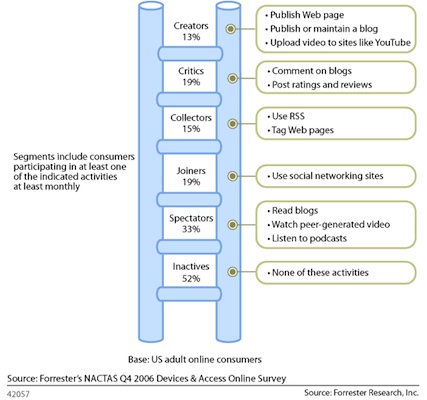 Creators
13%
• Publish Web page
• Publish or maintain a blog
• Upload video to sites like YouTube
Critics
19%
• Comment on blogs
• Post ratings and reviews
Collectors
15%
• Use RSS
• Tag Web pages
Segments include consumers
participating in at least one
of the indicated activities
at least monthly
Joiners
19%
• Use social networking sites
Spectators
33%
• Read blogs
• Watch peer-generated video
• Listen to podcasts
Inactives
52%
• None of these activities
Base: US adult online consumers
Source: Forrester's NACTAS Q4 2006 Devices & Access Online Survey
42057
Source: Forrester Research, Inc.